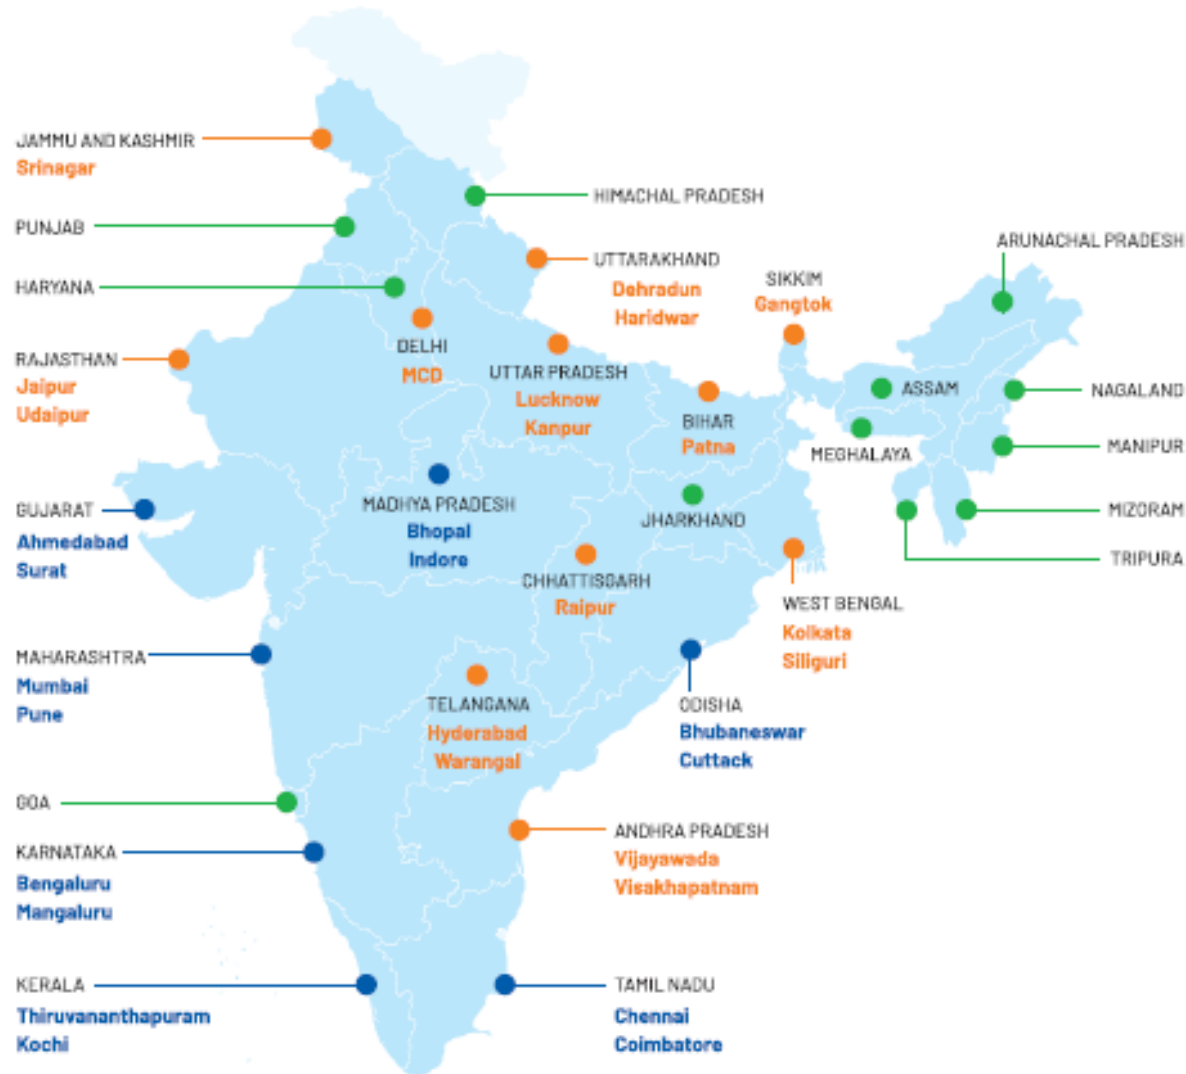 JAMMU AND KASHMIR
Srinagar
PUNJAB
HARYANA
RAJASTHAN
Jaipur
Udaipur
GUJARAT
Ahmedabad
Surat
MAHARASHTRA
Mumbai
Pune
GOA
KARNATAKA
Bengaluru
Mangaluru
KERALA
Thiruvananthapuram
Kochi
HIMACHAL PRADESH
UTTARAKHAND
Dehradun
Haridwar
DELHI
MCD
UTTAR PRADESH
Lucknow
Kanpur
BIHAR
Patna
MADHYA PRADESH
Bhopal
Indore
JHARKHAND
CHHATTISGARH
Raipur
TELANGANA
Hyderabad
Warangal
SIKKIM
Gangtok
ARUNACHAL PRADESH
ASSAM
NAGALAND
MEGHALAYA
MANIPUR
MIZORAM
TRIPURA
WEST BENGAL
Kolkata
Siliguri
ODISHA
Bhubaneswar
Cuttack
ANDHRA PRADESH
Vijayawada
Visakhapatnam
TAMIL NADU
Chennai
Coimbatore